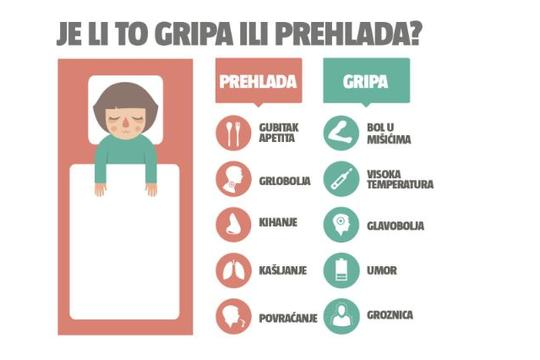 JE LI TO GRIPA ILI PREHLADA?
PREHLADA
GUBITAK
APETITA
GRLOBOLJA
KIHANJE
KAŠLJANJE
POVRAĆANJE
GRIPA
BOL U
MIŠIĆIMA
VISOKA
TEMPERATURA
GLAVOBOLJA
UMOR
GROZNICA